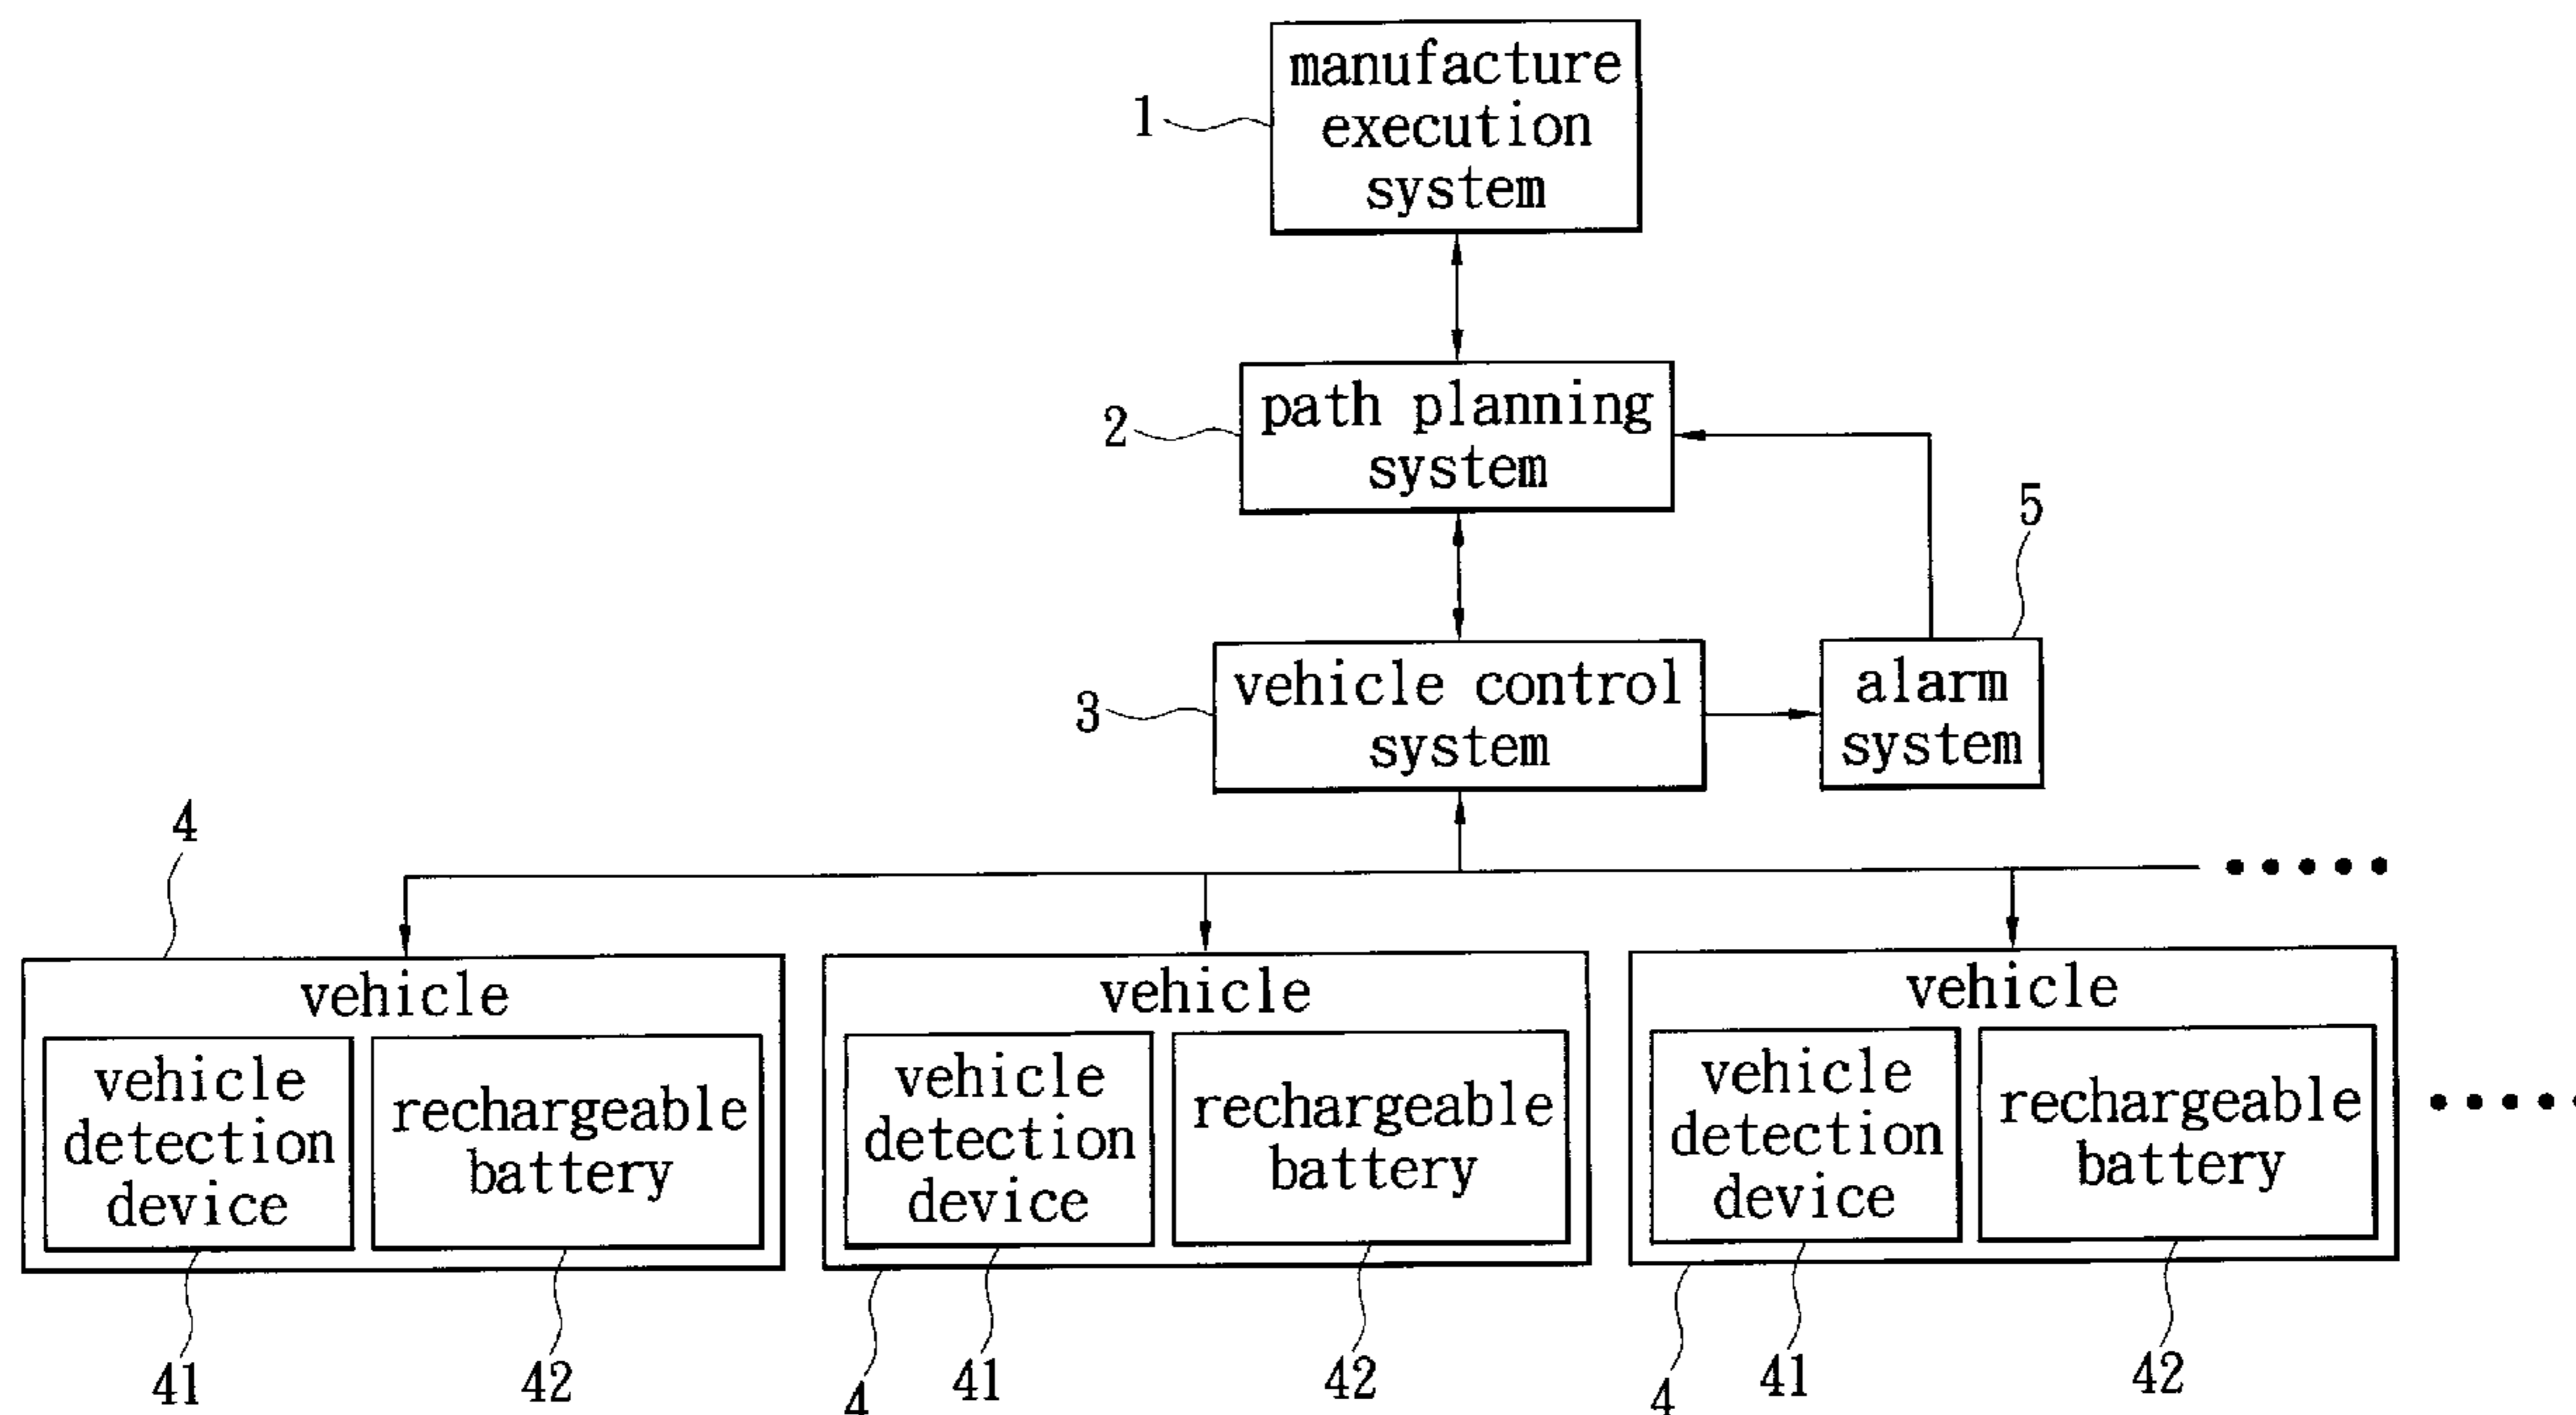 manufacture
execution
system
1
path planning
system
2
5
vehicle control
system
3
alarm
system
4
vehicle
vehicle
detection
device
rechargeable
battery
41
42
vehicle
vehicle
detection
device
rechargeable
battery
4
41
42
vehicle
vehicle
detection
device
rechargeable
battery
4
41
42